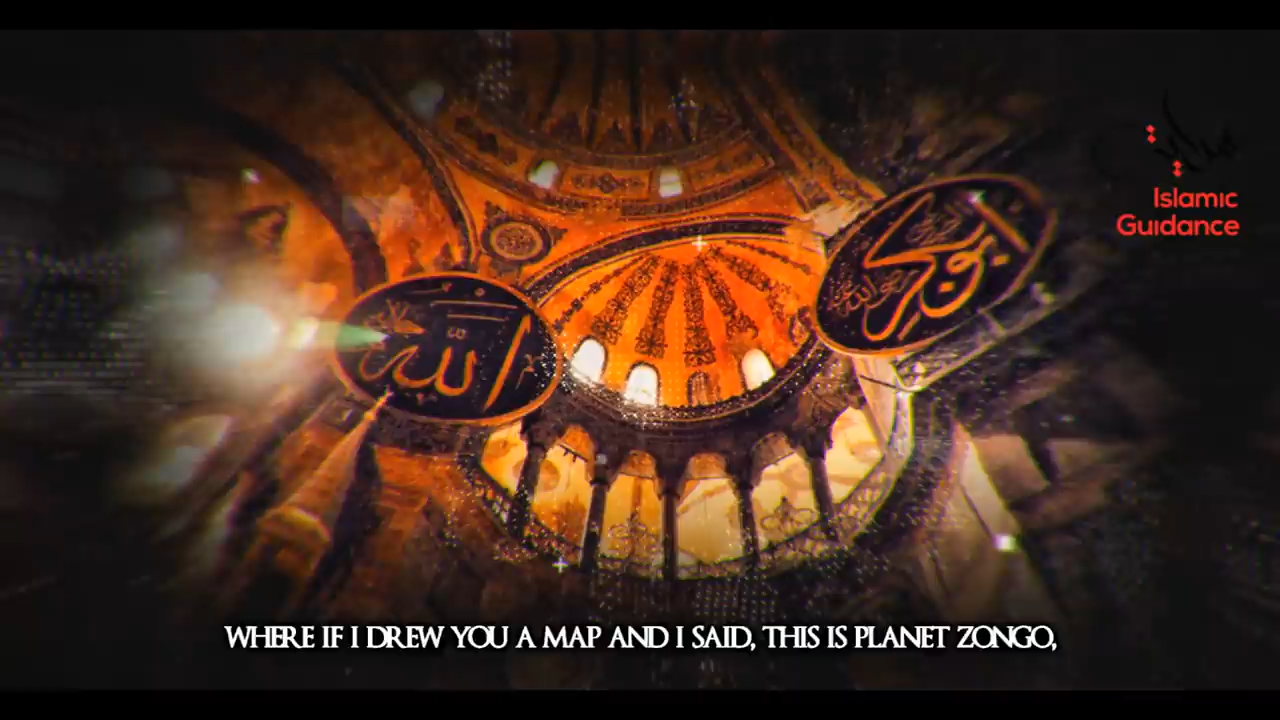 Islamic
Guidance
الله
ابو بكر
WHERE IF I DREW YOU A MAP AND I SAID, THIS IS PLANET ZONGO,